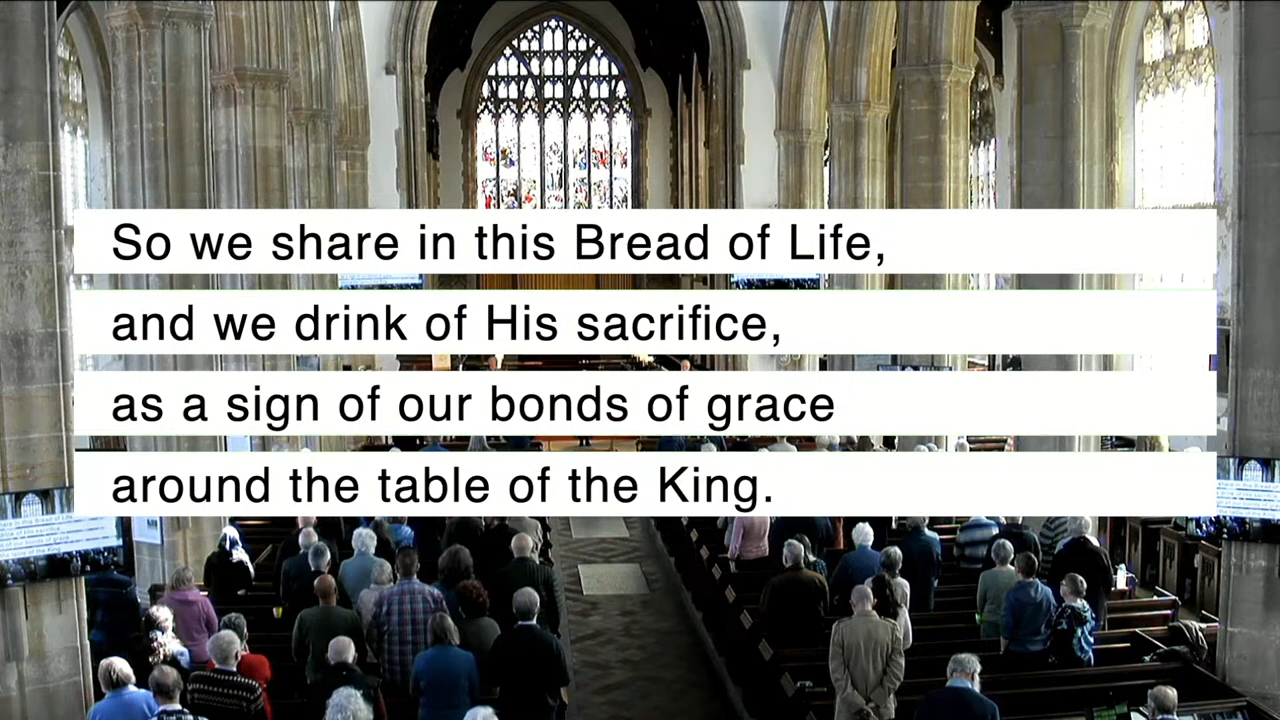 So we share in this Bread of Life,
and we drink of His sacrifice,
as a sign of our bonds of grace
around the table of the King.